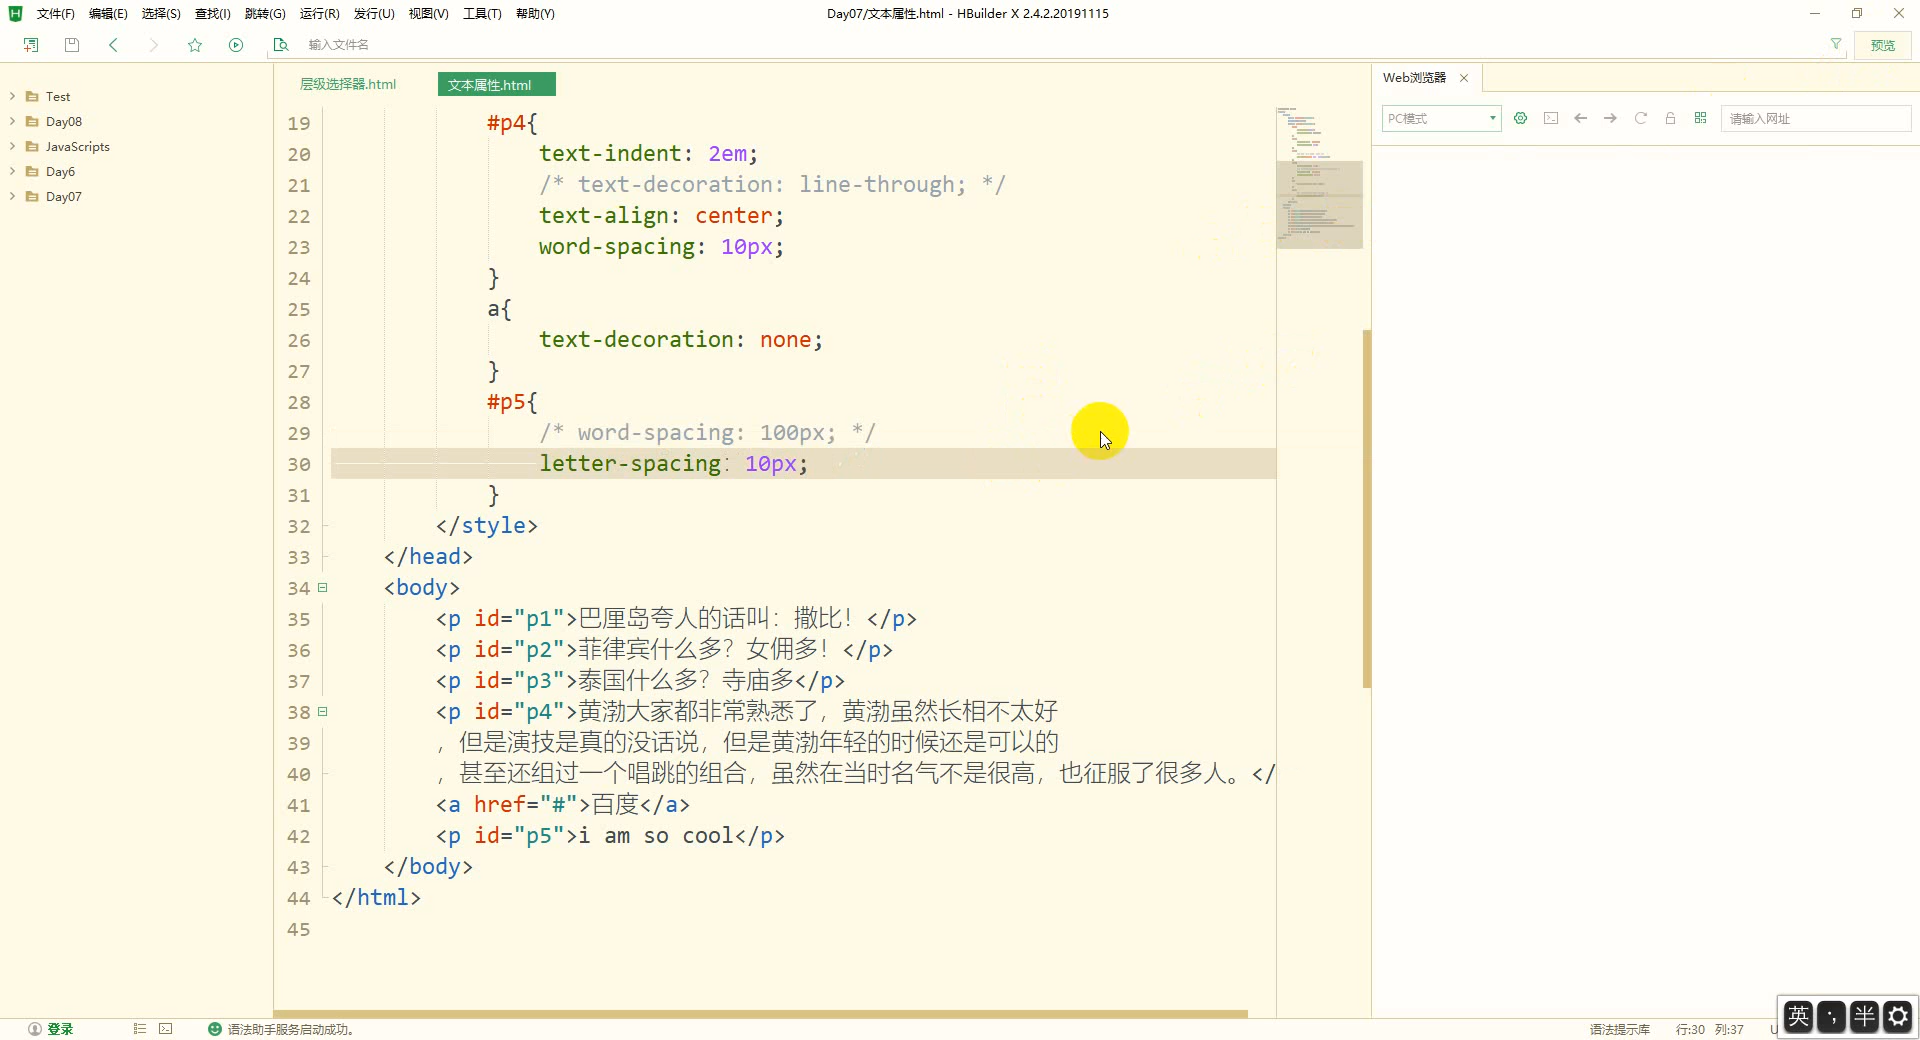 文件(F) 编辑(E) 选择(S) 查找(I) 跳转(G) 运行(R) 发行(U) 视图(V) 工具(T) 帮助(Y) Day07/文本属性.html - HBuilder X 2.4.2.20191115
输入文件名 预览
层级选择器.html 文本属性.html
Web浏览器
PC模式 请输入网址
Test
Day08
JavaScripts
Day6
Day07
19 #p4{
20 text-indent: 2em;
21 /* text-decoration: line-through; */
22 text-align: center;
23 word-spacing: 10px;
24 }
25 a{
26 text-decoration: none;
27 }
28 #p5{
29 /* word-spacing: 100px; */
30 letter-spacing: 10px;
31 }
32 </style>
33 </head>
34 <body>
35 <p id="p1">巴厘岛夸人的话叫：撒比！</p>
36 <p id="p2">菲律宾什么多？女佣多！</p>
37 <p id="p3">泰国什么多？寺庙多</p>
38 <p id="p4">黄渤大家都非常熟悉了，黄渤虽然长相不太好
39 ，但是演技是真的没话说，但是黄渤年轻的时候还是可以的
40 ，甚至还组过一个唱跳的组合，虽然在当时名气不是很高，也征服了很多人。</
41 <a href="#">百度</a>
42 <p id="p5">i am so cool</p>
43 </body>
44 </html>
45
登录 语法助手服务启动成功。 语法提示库 行:30 列:37 U
英 ·, 半